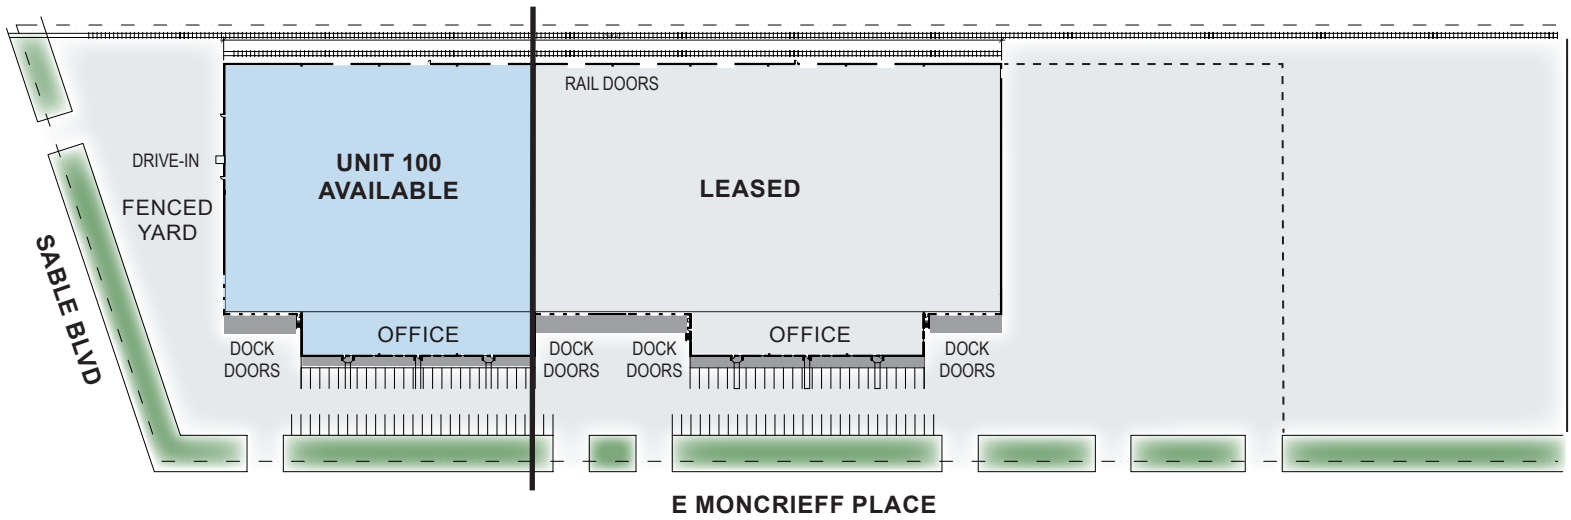 RAIL DOORS
DRIVE-IN
UNIT 100
AVAILABLE
LEASED
FENCED
YARD
SABLE BLVD
OFFICE
OFFICE
DOCK
DOORS
DOCK
DOORS
DOCK
DOORS
DOCK
DOORS
E MONCRIEFF PLACE